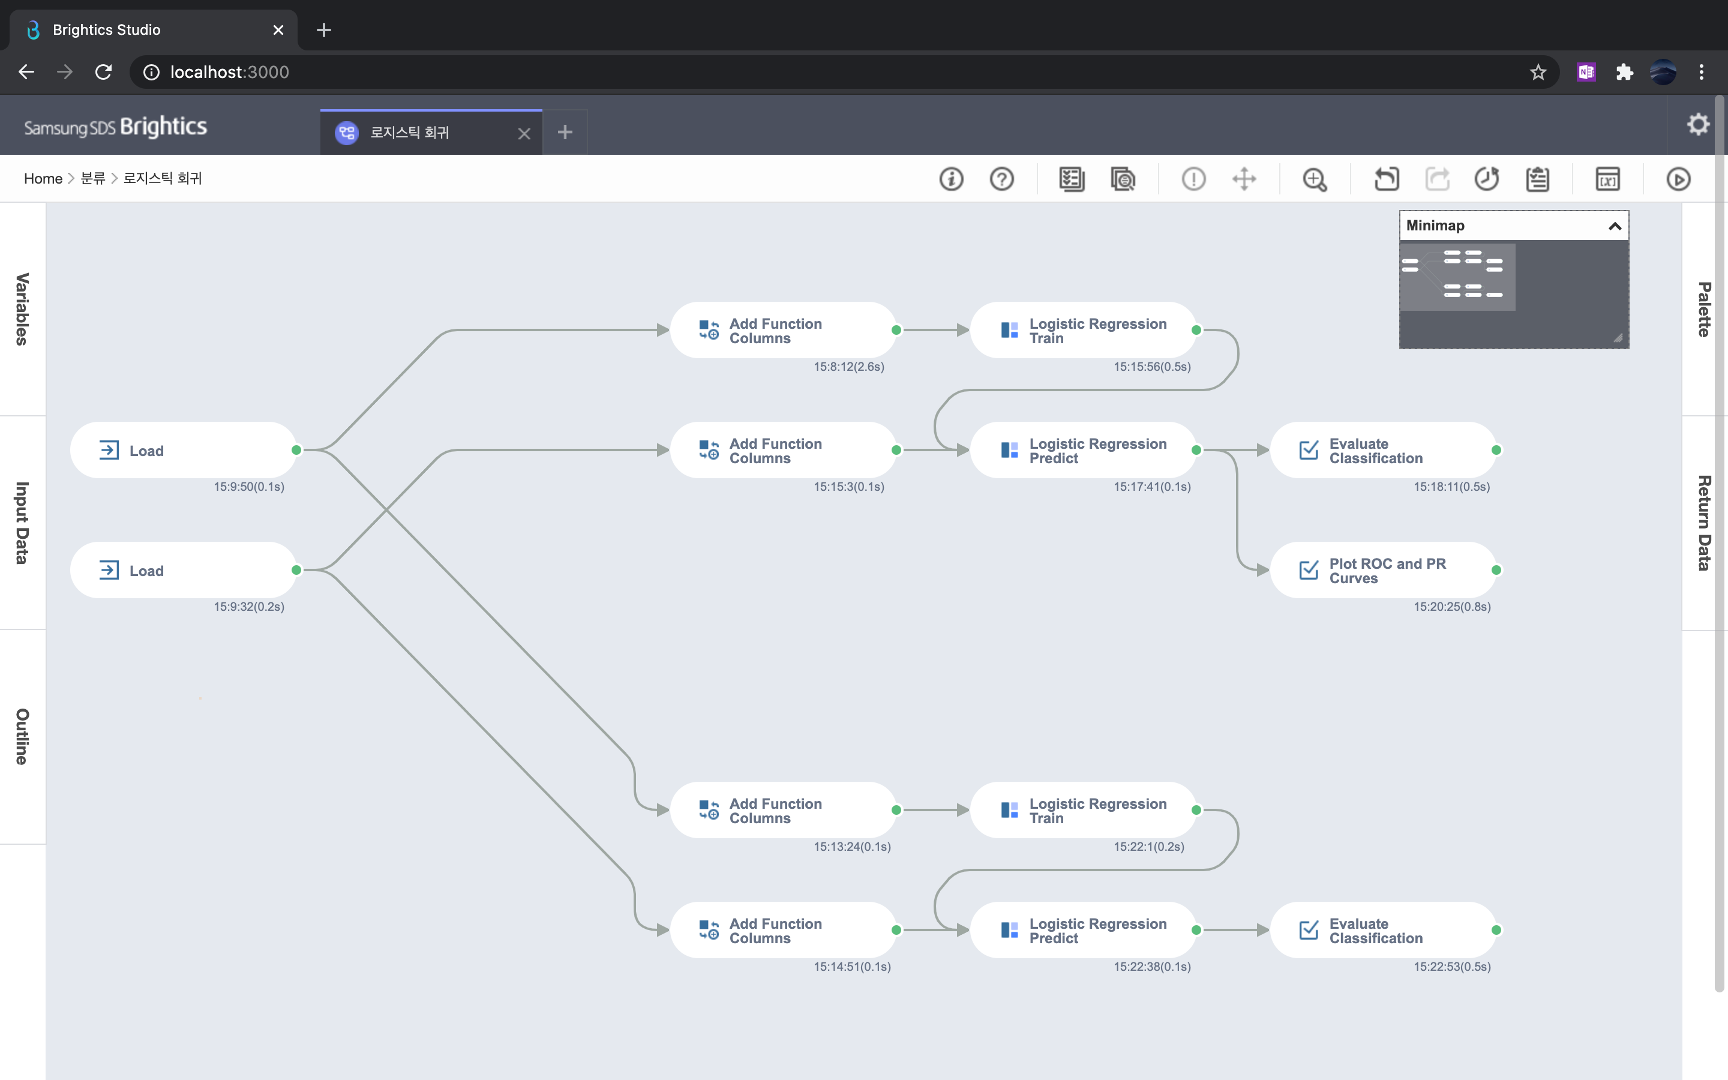 Brightics Studio
localhost:3000
Samsung SDS Brightics
로지스틱 회귀
Home > 분류 > 로지스틱 회귀
Variables
Input Data
Outline
Minimap
Palette
Return Data
Add Function
Columns
15:8:12(2.6s)
Logistic Regression
Train
15:15:56(0.5s)
Load
15:9:50(0.1s)
Add Function
Columns
15:15:3(0.1s)
Logistic Regression
Predict
15:17:41(0.1s)
Evaluate
Classification
15:18:11(0.5s)
Load
15:9:32(0.2s)
Plot ROC and PR
Curves
15:20:25(0.8s)
Add Function
Columns
15:13:24(0.1s)
Logistic Regression
Train
15:22:1(0.2s)
Add Function
Columns
15:14:51(0.1s)
Logistic Regression
Predict
15:22:38(0.1s)
Evaluate
Classification
15:22:53(0.5s)